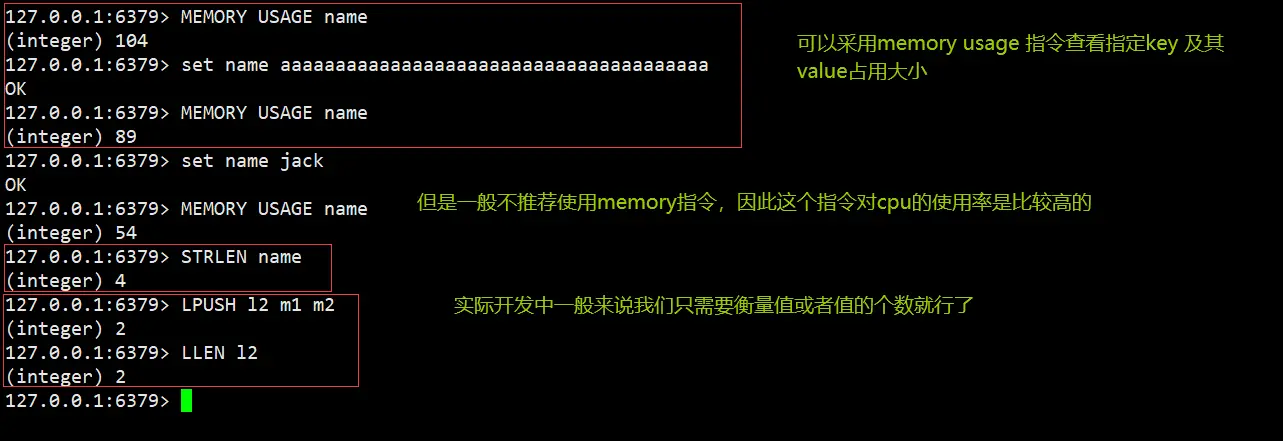 127.0.0.1:6379> MEMORY USAGE name
(integer) 104
127.0.0.1:6379> set name aaaaaaaaaaaaaaaaaaaaaaaaaaaaaaaaaaaaaaa
OK
127.0.0.1:6379> MEMORY USAGE name
(integer) 89
127.0.0.1:6379> set name jack
OK
127.0.0.1:6379> MEMORY USAGE name
(integer) 54
127.0.0.1:6379> STRLEN name
(integer) 4
127.0.0.1:6379> LPUSH l2 m1 m2
(integer) 2
127.0.0.1:6379> LLEN l2
(integer) 2
127.0.0.1:6379>
可以采用memory usage 指令查看指定key 及其
value占用大小
但是一般不推荐使用memory指令，因此这个指令对cpu的使用率是比较高的
实际开发中一般来说我们只需要衡量值或者值的个数就行了